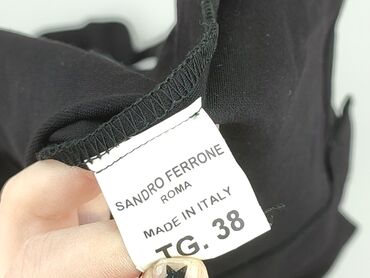 SANDRO FERRONE
ROMA
MADE IN ITALY
TG. 38